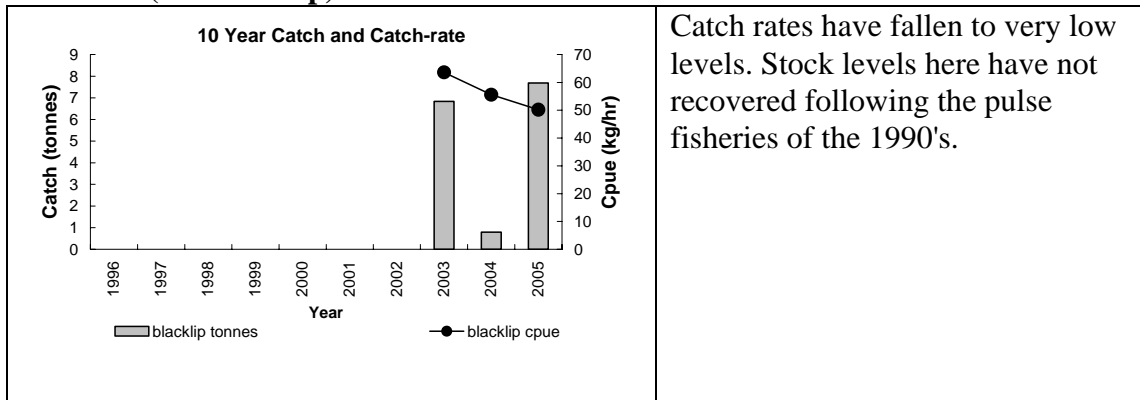 10 Year Catch and Catch-rate
9
8
7
6
5
4
3
2
1
0
Catch (tonnes)
70
60
50
40
30
20
10
0
Cpue (kg/hr)
1996
1997
1998
1999
2000
2001
2002
2003
2004
2005
Year
blacklip tonnes
blacklip cpue
Catch rates have fallen to very low
levels. Stock levels here have not
recovered following the pulse
fisheries of the 1990's.